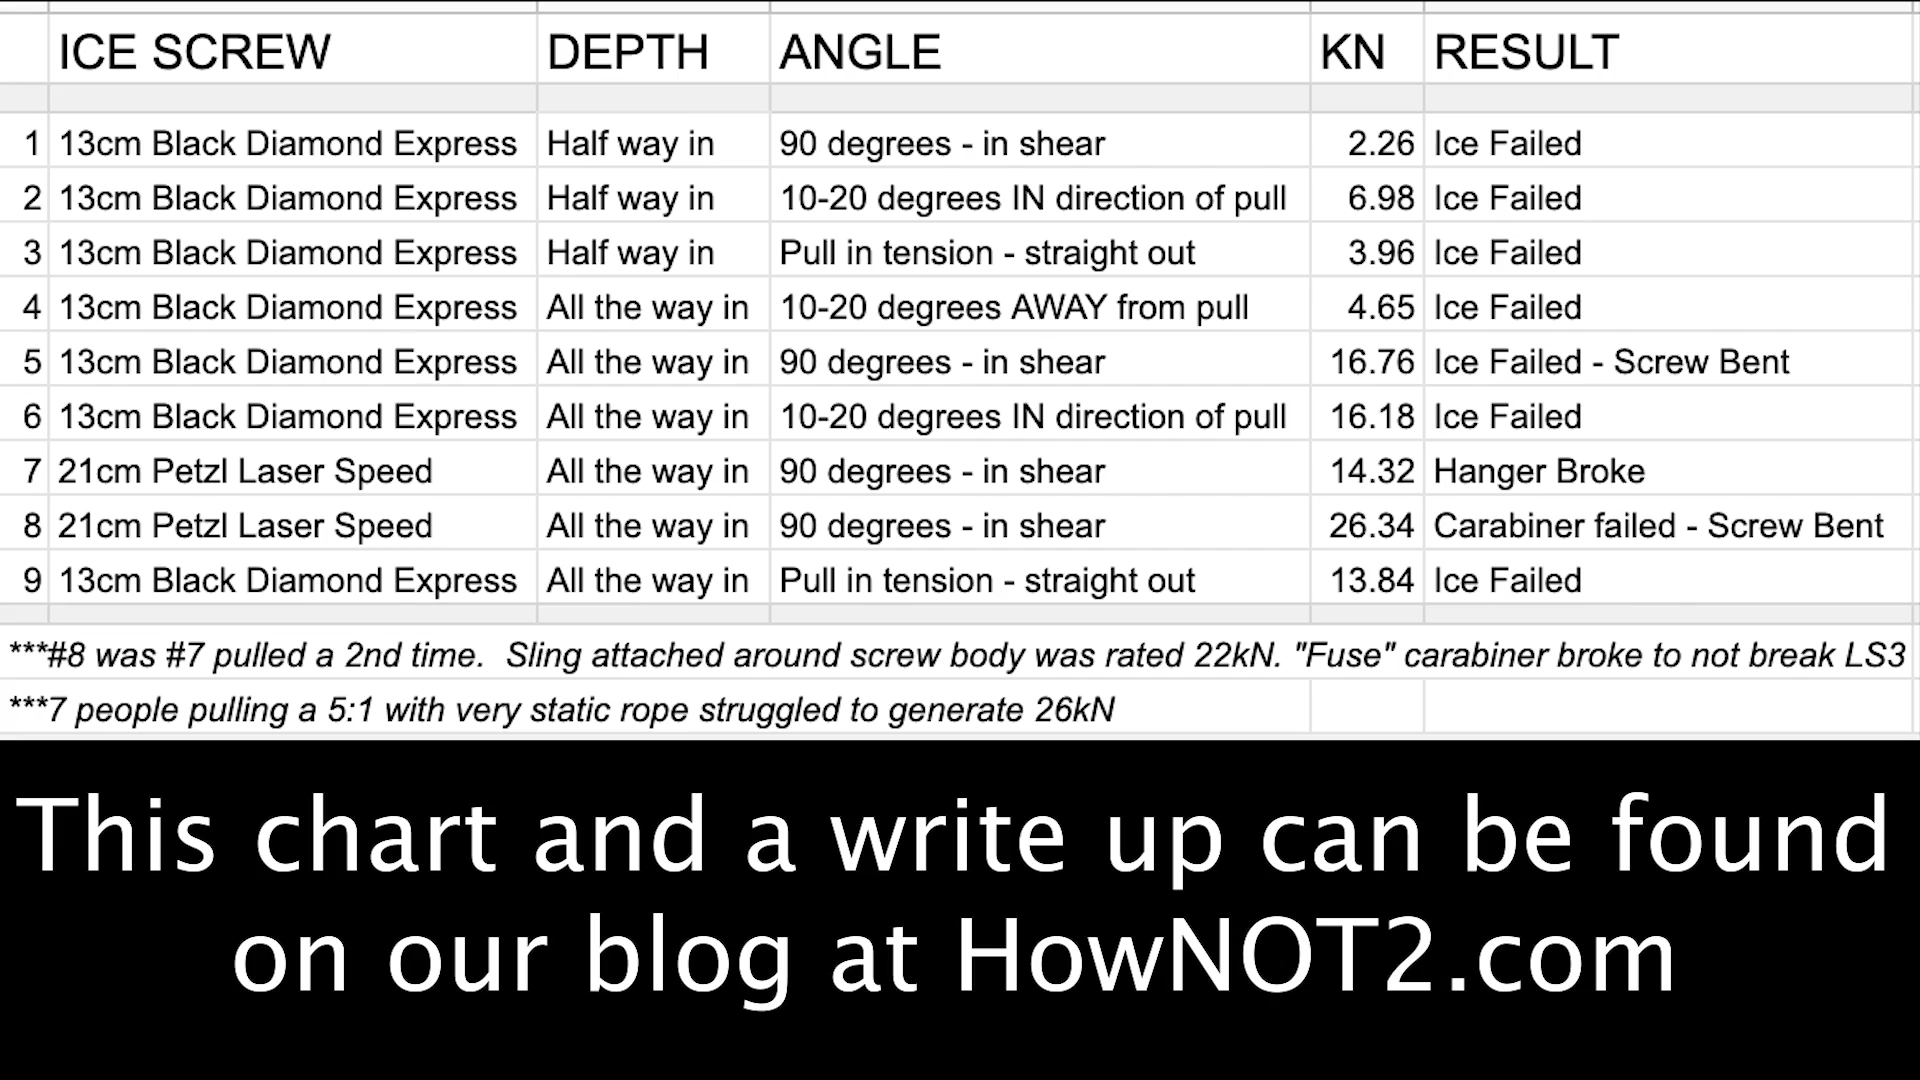 ICE SCREW DEPTH ANGLE KN RESULT
1 13cm Black Diamond Express Half way in 90 degrees - in shear 2.26 Ice Failed
2 13cm Black Diamond Express Half way in 10-20 degrees IN direction of pull 6.98 Ice Failed
3 13cm Black Diamond Express Half way in Pull in tension - straight out 3.96 Ice Failed
4 13cm Black Diamond Express All the way in 10-20 degrees AWAY from pull 4.65 Ice Failed
5 13cm Black Diamond Express All the way in 90 degrees - in shear 16.76 Ice Failed - Screw Bent
6 13cm Black Diamond Express All the way in 10-20 degrees IN direction of pull 16.18 Ice Failed
7 21cm Petzl Laser Speed All the way in 90 degrees - in shear 14.32 Hanger Broke
8 21cm Petzl Laser Speed All the way in 90 degrees - in shear 26.34 Carabiner failed - Screw Bent
9 13cm Black Diamond Express All the way in Pull in tension - straight out 13.84 Ice Failed
***#8 was #7 pulled a 2nd time. Sling attached around screw body was rated 22kN. "Fuse" carabiner broke to not break LS3
***7 people pulling a 5:1 with very static rope struggled to generate 26kN
This chart and a write up can be found
on our blog at HowNOT2.com